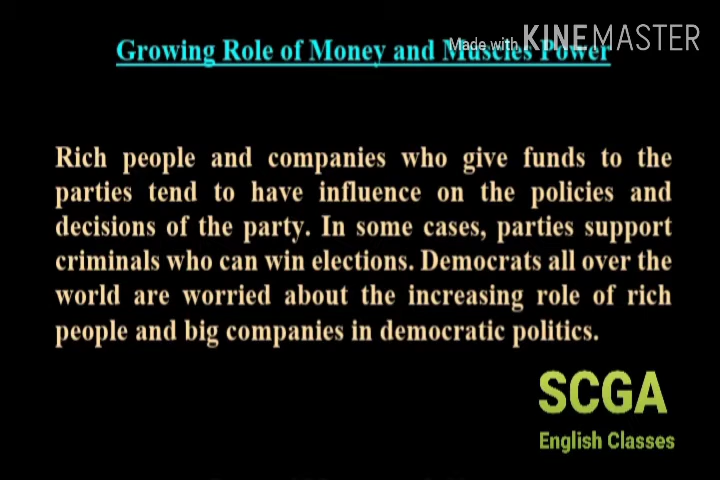 Growing Role of Money and Muscles Power
Made with KINEMASTER
Rich people and companies who give funds to the
parties tend to have influence on the policies and
decisions of the party. In some cases, parties support
criminals who can win elections. Democrats all over the
world are worried about the increasing role of rich
people and big companies in democratic politics.
SCGA
English Classes